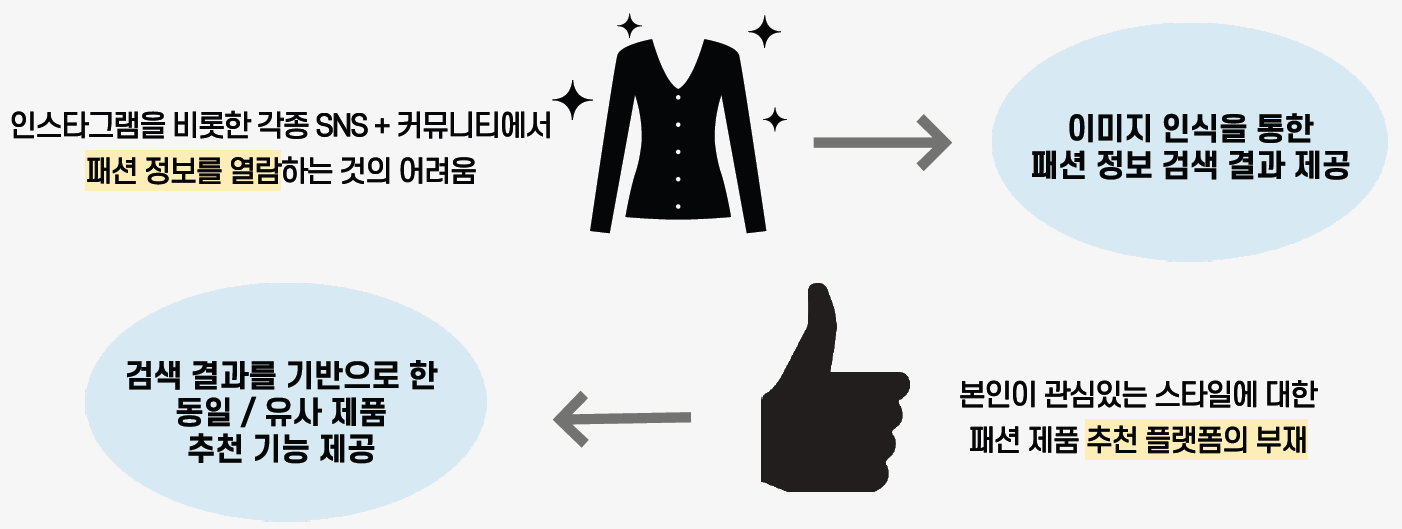 인스타그램을 비롯한 각종 SNS + 커뮤니티에서
패션 정보를 열람하는 것의 어려움
이미지 인식을 통한
패션 정보 검색 결과 제공
검색 결과를 기반으로 한
동일 / 유사 제품
추천 기능 제공
본인이 관심있는 스타일에 대한
패션 제품 추천 플랫폼의 부재